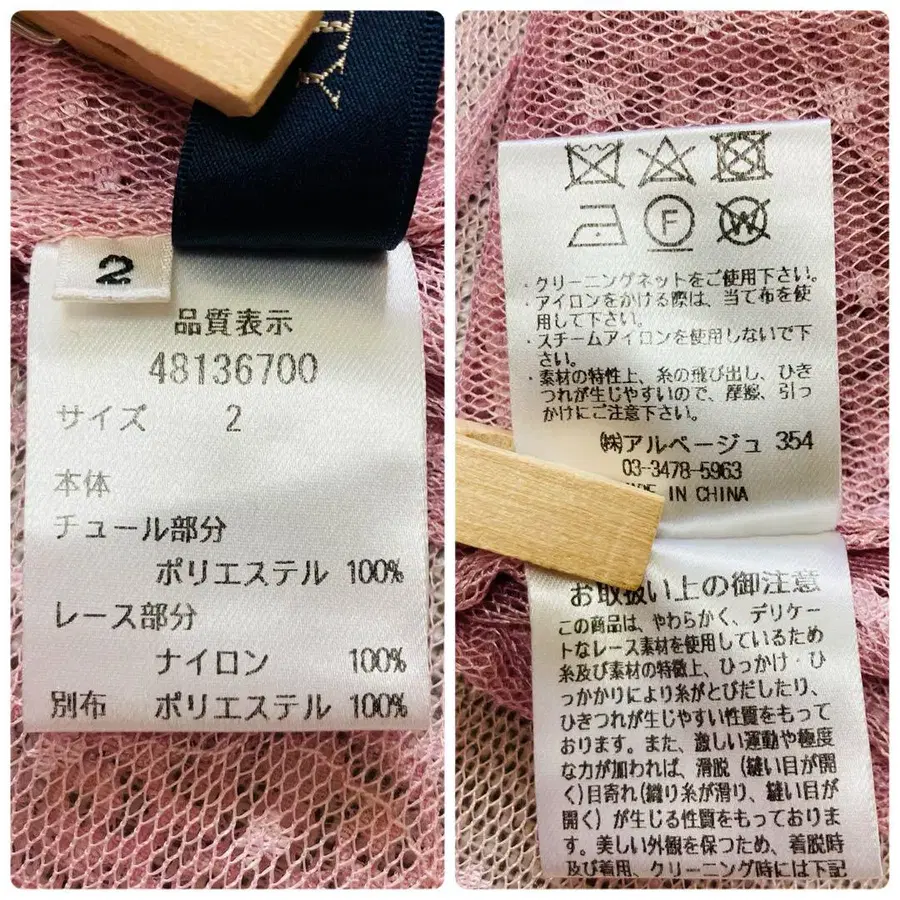 2
品質表示
48136700
サイズ 2
本体
チュール部分
ポリエステル 100%
レース部分
ナイロン 100%
別布 ポリエステル 100%
F
W
・クリーニングネットをご使用下さい。
・アイロンをかける際は、当て布を使
用して下さい。
・スチームアイロンを使用しないで下
さい。
・素材の特性上、糸の飛び出し、ひき
つれが生じやすいので、摩擦、引っ
かけにご注意下さい。
㈱アルページュ 354
03-3478-5963
MADE IN CHINA
お取扱い上の御注意
この商品は、やわらかく、デリケー
トなレース素材を使用しているため
糸及び素材の特徴上、ひっかけ・ひ
っかかりにより糸がとびだしたり、
ひきつれが生じやすい性質をもって
おります。また、激しい運動や極度
な力が加われば、滑脱(縫い目が開
く)目寄れ(織り糸が滑り、縫い目が
開く)が生じる性質をもっておりま
す。美しい外観を保つため、着脱時
及び着用、クリーニング時には下記